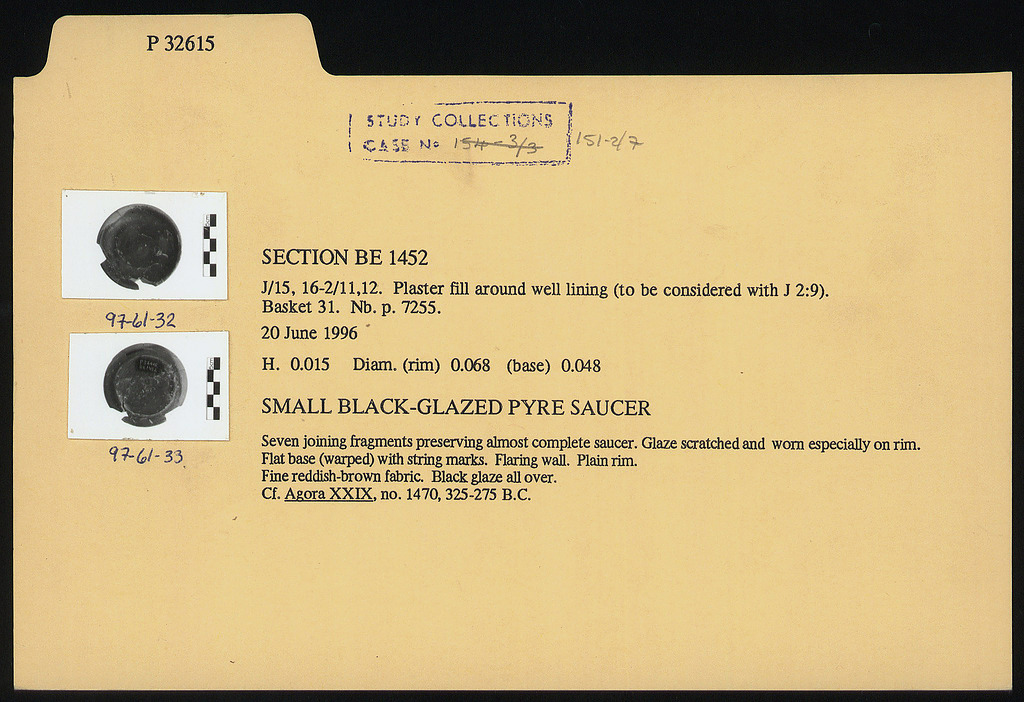 P 32615
STUDY COLLECTIONS
CASE No 154-3/3 151-2/7
97-61-32
97-61-33
SECTION BE 1452
J/15, 16-2/11,12. Plaster fill around well lining (to be considered with J 2:9).
Basket 31. Nb. p. 7255.
20 June 1996
H. 0.015 Diam. (rim) 0.068 (base) 0.048
SMALL BLACK-GLAZED PYRE SAUCER
Seven joining fragments preserving almost complete saucer. Glaze scratched and worn especially on rim.
Flat base (warped) with string marks. Flaring wall. Plain rim.
Fine reddish-brown fabric. Black glaze all over.
Cf. Agora XXIX, no. 1470, 325-275 B.C.